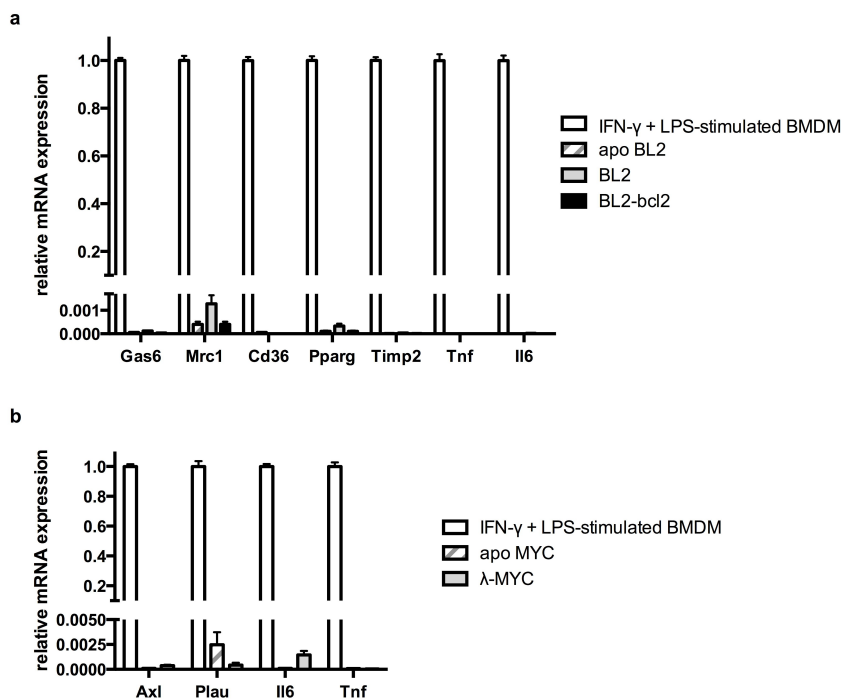 a
relative mRNA expression
1.0
0.8
0.6
0.4
0.2
0.001
0.000
Gas6 Mrc1 Cd36 Pparg Timp2 Tnf Il6
IFN-γ + LPS-stimulated BMDM
apo BL2
BL2
BL2-bcl2
b
relative mRNA expression
1.0
0.8
0.6
0.4
0.2
0.0050
0.0025
0.0000
Axl Plau Il6 Tnf
IFN-γ + LPS-stimulated BMDM
apo MYC
λ-MYC